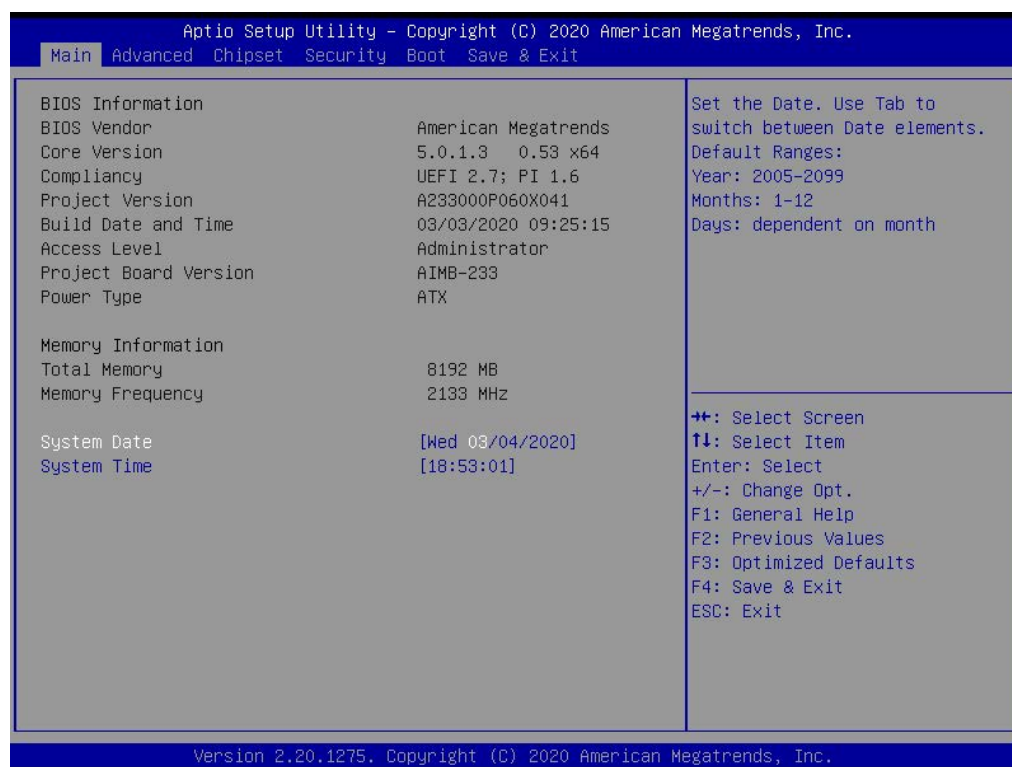 Aptio Setup Utility – Copyright (C) 2020 American Megatrends, Inc.
Main Advanced Chipset Security Boot Save & Exit
BIOS Information
BIOS Vendor American Megatrends
Core Version 5.0.1.3 0.53 x64
Compliancy UEFI 2.7; PI 1.6
Project Version A233000P060X041
Build Date and Time 03/03/2020 09:25:15
Access Level Administrator
Project Board Version AIMB-233
Power Type ATX
Memory Information
Total Memory 8192 MB
Memory Frequency 2133 MHz
System Date [Wed 03/04/2020]
System Time [18:53:01]
Set the Date. Use Tab to
switch between Date elements.
Default Ranges:
Year: 2005-2099
Months: 1-12
Days: dependent on month
→←: Select Screen
↑↓: Select Item
Enter: Select
+/-: Change Opt.
F1: General Help
F2: Previous Values
F3: Optimized Defaults
F4: Save & Exit
ESC: Exit
Version 2.20.1275. Copyright (C) 2020 American Megatrends, Inc.